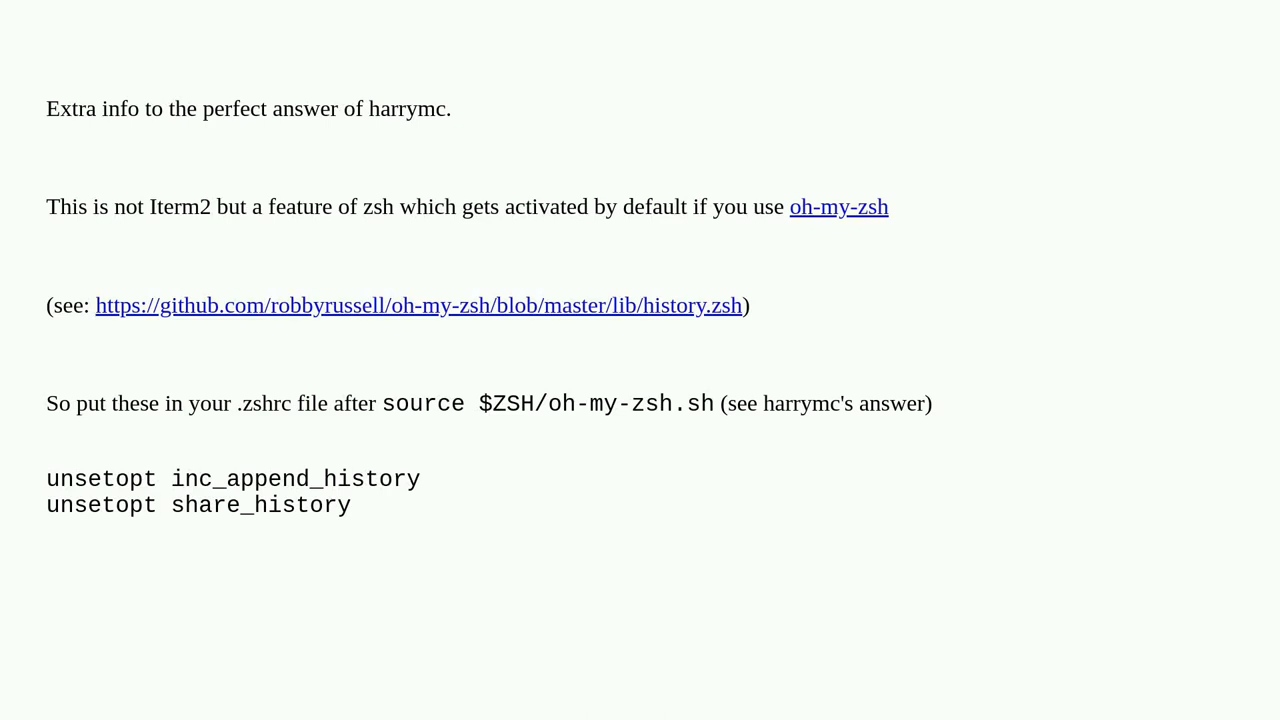 Extra info to the perfect answer of harrymc.
This is not Iterm2 but a feature of zsh which gets activated by default if you use oh-my-zsh
(see: https://github.com/robbyrussell/oh-my-zsh/blob/master/lib/history.zsh)
So put these in your .zshrc file after source $ZSH/oh-my-zsh.sh (see harrymc's answer)
unsetopt inc_append_history
unsetopt share_history